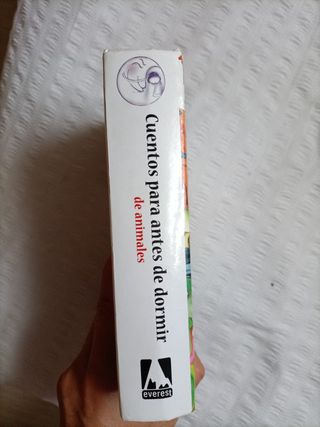 Cuentos para antes de dormir
de animales
everest